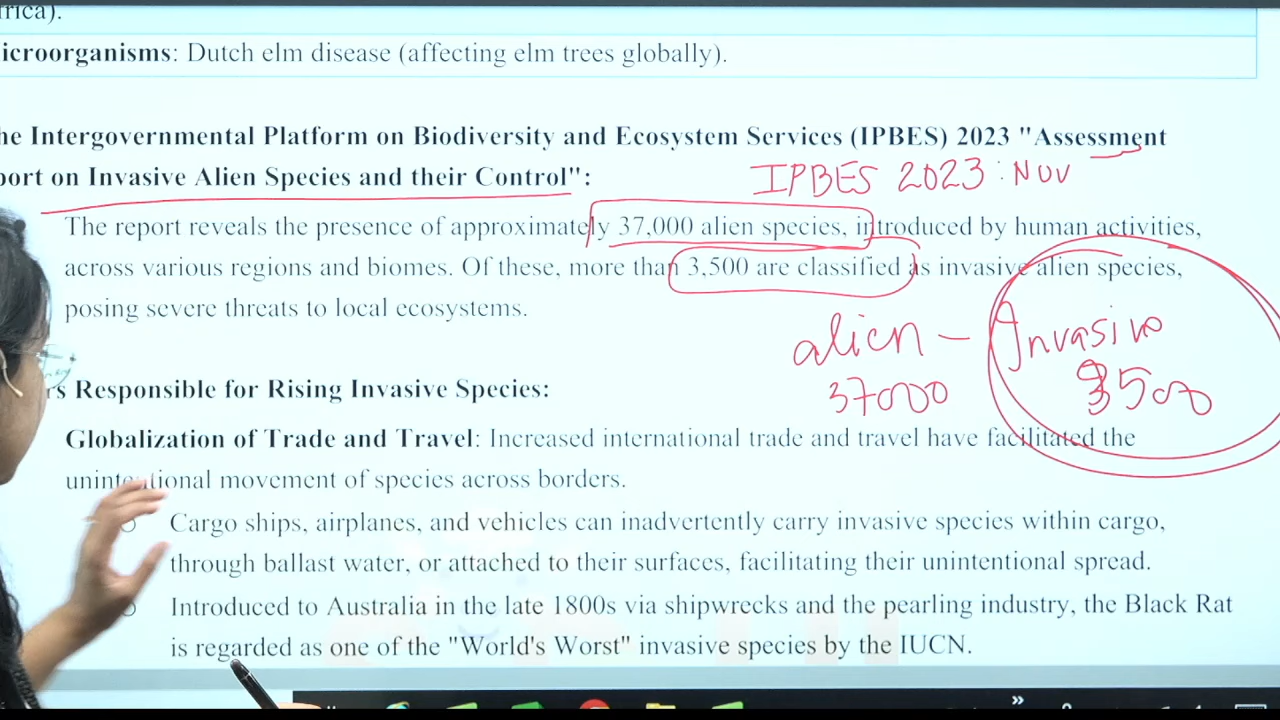 rica).
icroorganisms: Dutch elm disease (affecting elm trees globally).
he Intergovernmental Platform on Biodiversity and Ecosystem Services (IPBES) 2023 "Assessment
port on Invasive Alien Species and their Control":
IPBES 2023 : Nov
The report reveals the presence of approximately 37,000 alien species, introduced by human activities,
across various regions and biomes. Of these, more than 3,500 are classified as invasive alien species,
posing severe threats to local ecosystems.
alien – Invasive
37000 3500
s Responsible for Rising Invasive Species:
Globalization of Trade and Travel: Increased international trade and travel have facilitated the
unintentional movement of species across borders.
Cargo ships, airplanes, and vehicles can inadvertently carry invasive species within cargo,
through ballast water, or attached to their surfaces, facilitating their unintentional spread.
Introduced to Australia in the late 1800s via shipwrecks and the pearling industry, the Black Rat
is regarded as one of the "World's Worst" invasive species by the IUCN.